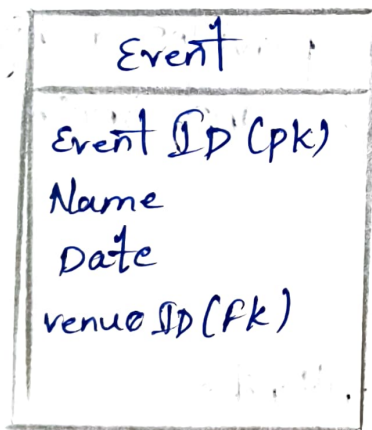 Event
Event ID (pk)
Name
Date
venue ID (fk)